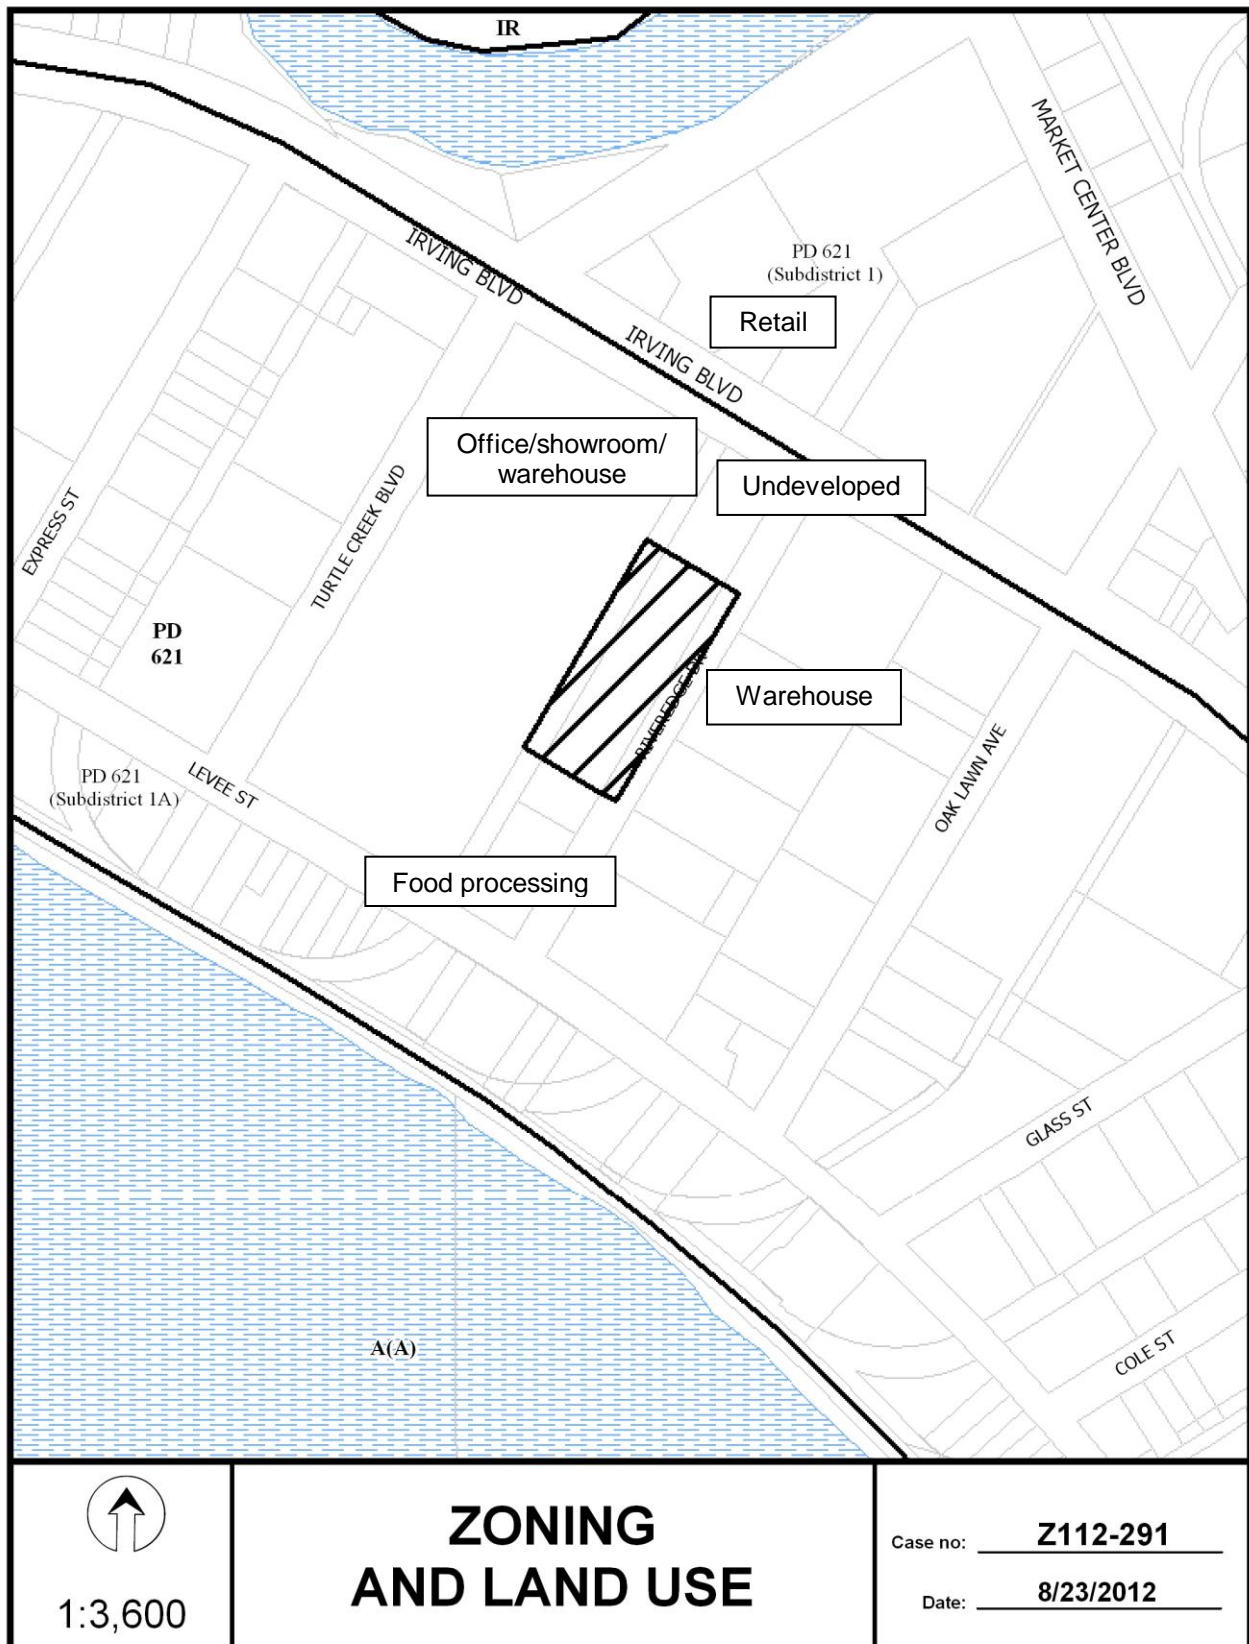 IR
MARKET CENTER BLVD
PD 621
(Subdistrict 1)
IRVING BLVD
Retail
IRVING BLVD
Office/showroom/
warehouse
Undeveloped
EXPRESS ST
TURTLE CREEK BLVD
PD
621
RIVEREDGE DR
Warehouse
OAK LAWN AVE
PD 621
(Subdistrict 1A)
LEVEE ST
Food processing
GLASS ST
A(A)
COLE ST
1:3,600
ZONING
AND LAND USE
Case no: Z112-291
Date: 8/23/2012